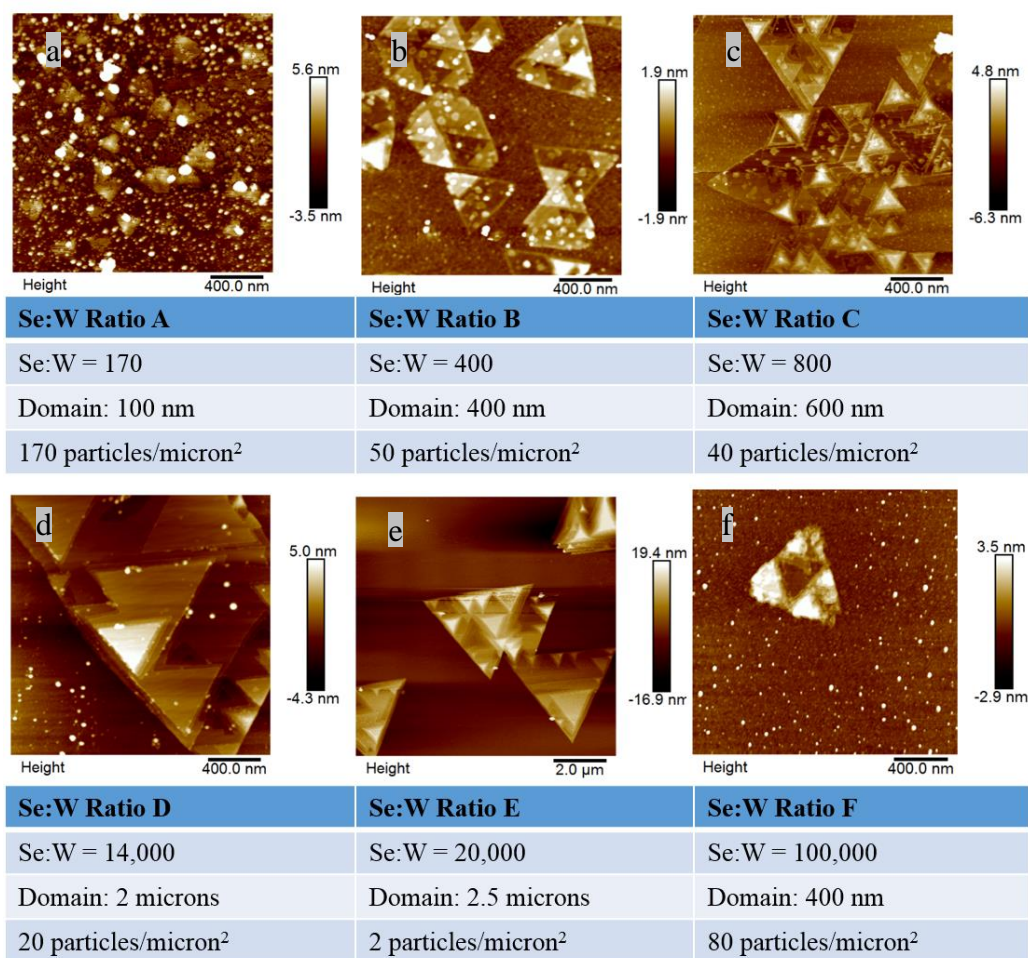 a
b
c
5.6 nm
-3.5 nm
1.9 nm
-1.9 nm
4.8 nm
-6.3 nm
Height
400.0 nm
Height
400.0 nm
Height
400.0 nm
Se:W Ratio A
Se:W Ratio B
Se:W Ratio C
Se:W = 170
Se:W = 400
Se:W = 800
Domain: 100 nm
Domain: 400 nm
Domain: 600 nm
170 particles/micron²
50 particles/micron²
40 particles/micron²
d
e
f
5.0 nm
-4.3 nm
19.4 nm
-16.9 nm
3.5 nm
-2.9 nm
Height
400.0 nm
Height
2.0 µm
Height
400.0 nm
Se:W Ratio D
Se:W Ratio E
Se:W Ratio F
Se:W = 14,000
Se:W = 20,000
Se:W = 100,000
Domain: 2 microns
Domain: 2.5 microns
Domain: 400 nm
20 particles/micron²
2 particles/micron²
80 particles/micron²